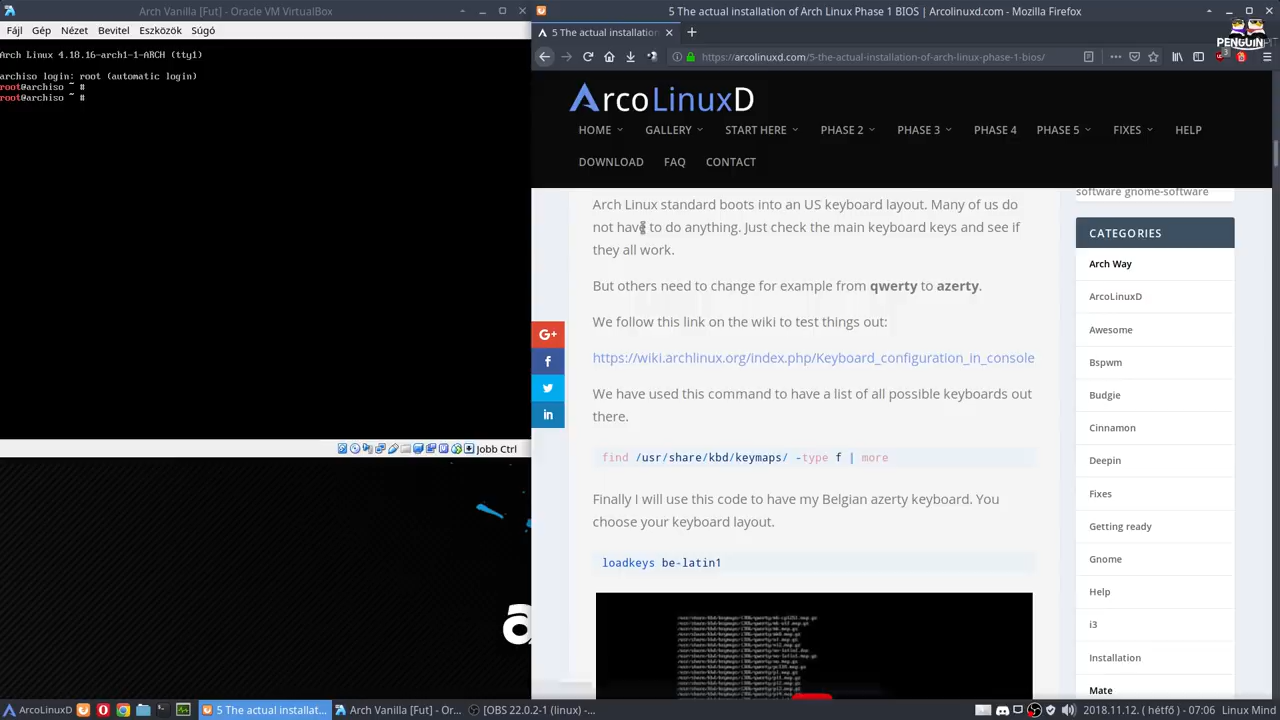 Arch Vanilla [Fut] - Oracle VM VirtualBox
Fájl Gép Nézet Bevitel Eszközök Súgó
Arch Linux 4.18.16-arch1-1-ARCH (tty1)
archiso login: root (automatic login)
root@archiso ~ #
root@archiso ~ #
Jobb Ctrl
5 The actual installation of Arch Linux Phase 1 BIOS | Arcolinuxd.com - Mozilla Firefox
5 The actual installation
PENGUIN
https://arcolinuxd.com/5-the-actual-installation-of-arch-linux-phase-1-bios/
3
ArcoLinuxD
HOME GALLERY START HERE PHASE 2 PHASE 3 PHASE 4 PHASE 5 FIXES HELP
DOWNLOAD FAQ CONTACT
Arch Linux standard boots into an US keyboard layout. Many of us do
not have to do anything. Just check the main keyboard keys and see if
they all work.
But others need to change for example from qwerty to azerty.
We follow this link on the wiki to test things out:
https://wiki.archlinux.org/index.php/Keyboard_configuration_in_console
We have used this command to have a list of all possible keyboards out
there.
find /usr/share/kbd/keymaps/ -type f | more
Finally I will use this code to have my Belgian azerty keyboard. You
choose your keyboard layout.
loadkeys be-latin1
G+
f
in
software gnome-software
CATEGORIES
Arch Way
ArcoLinuxD
Awesome
Bspwm
Budgie
Cinnamon
Deepin
Fixes
Getting ready
Gnome
Help
i3
Installation
a
ArcoLinux 5 The actual installat... Arch Vanilla [Fut] - Or... [OBS 22.0.2-1 (linux) -... 2018.11.12. ( hétfő ) - 07:06 Linux Mind